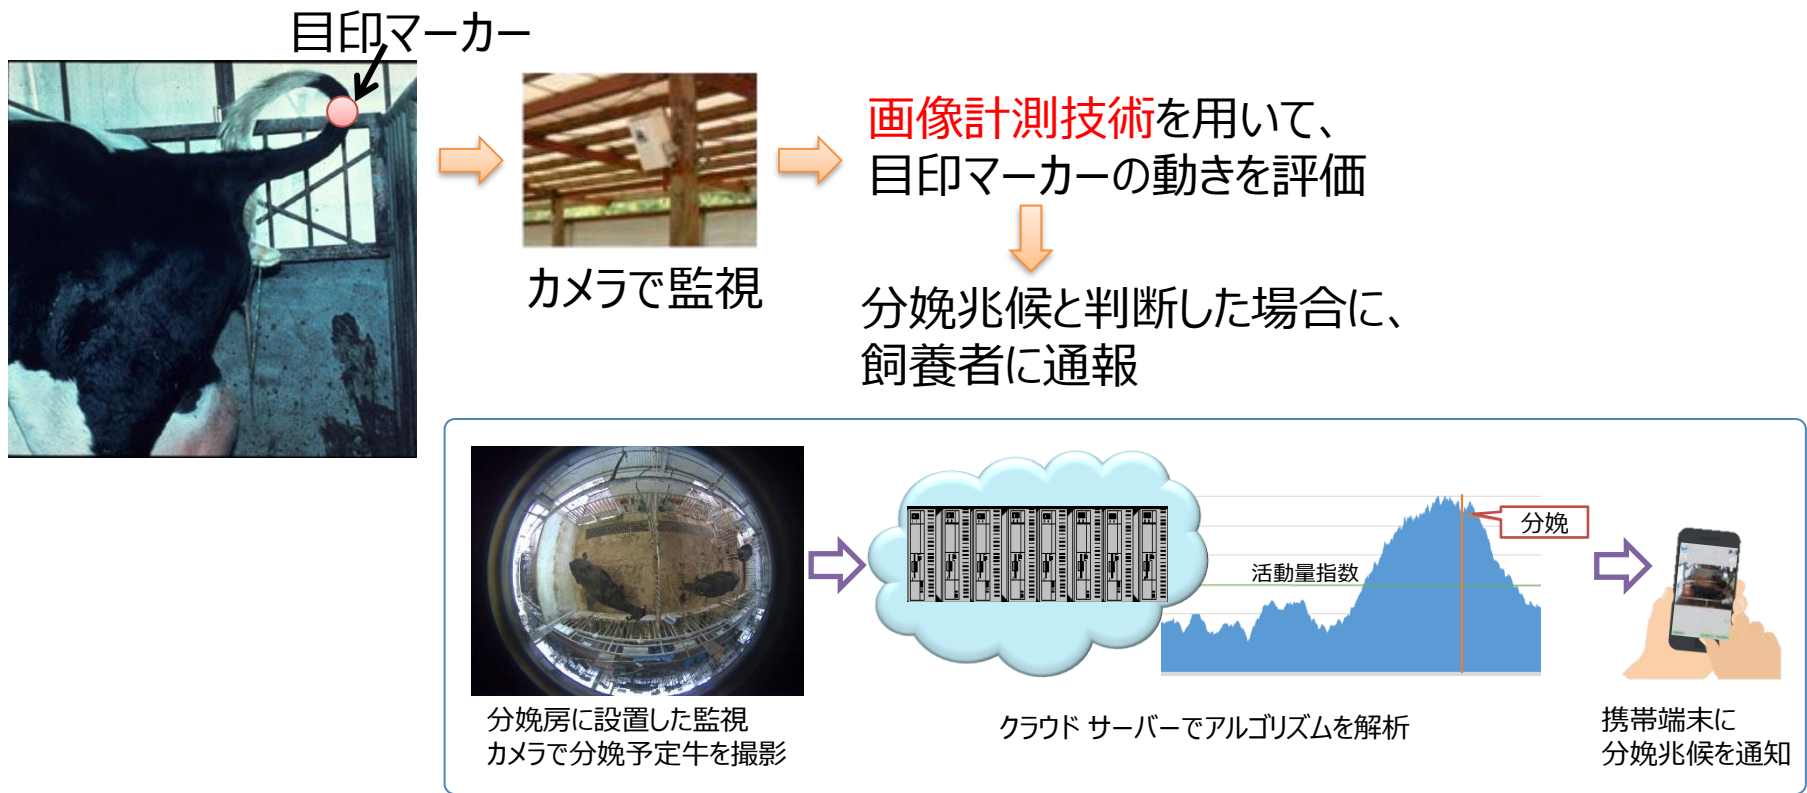 目印マーカー
カメラで監視
画像計測技術を用いて、
目印マーカーの動きを評価
分娩兆候と判断した場合に、
飼養者に通報
分娩
活動量指数
分娩房に設置した監視
カメラで分娩予定牛を撮影
クラウド サーバーでアルゴリズムを解析
携帯端末に
分娩兆候を通知